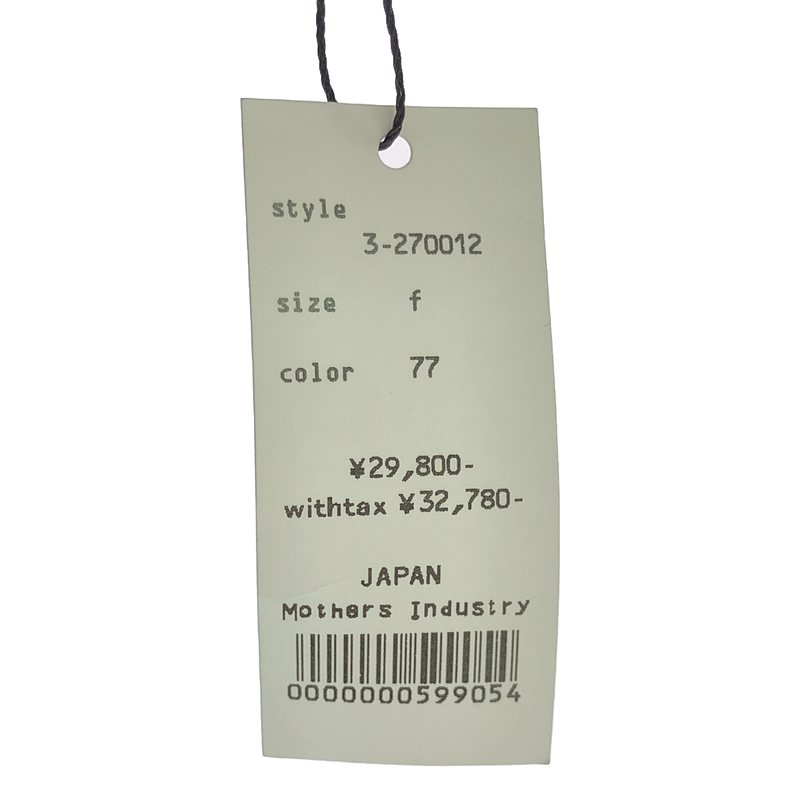 style
3-270012
size f
color 77
¥29,800-
withtax ¥32,780-
JAPAN
Mothers Industry
0000000599054